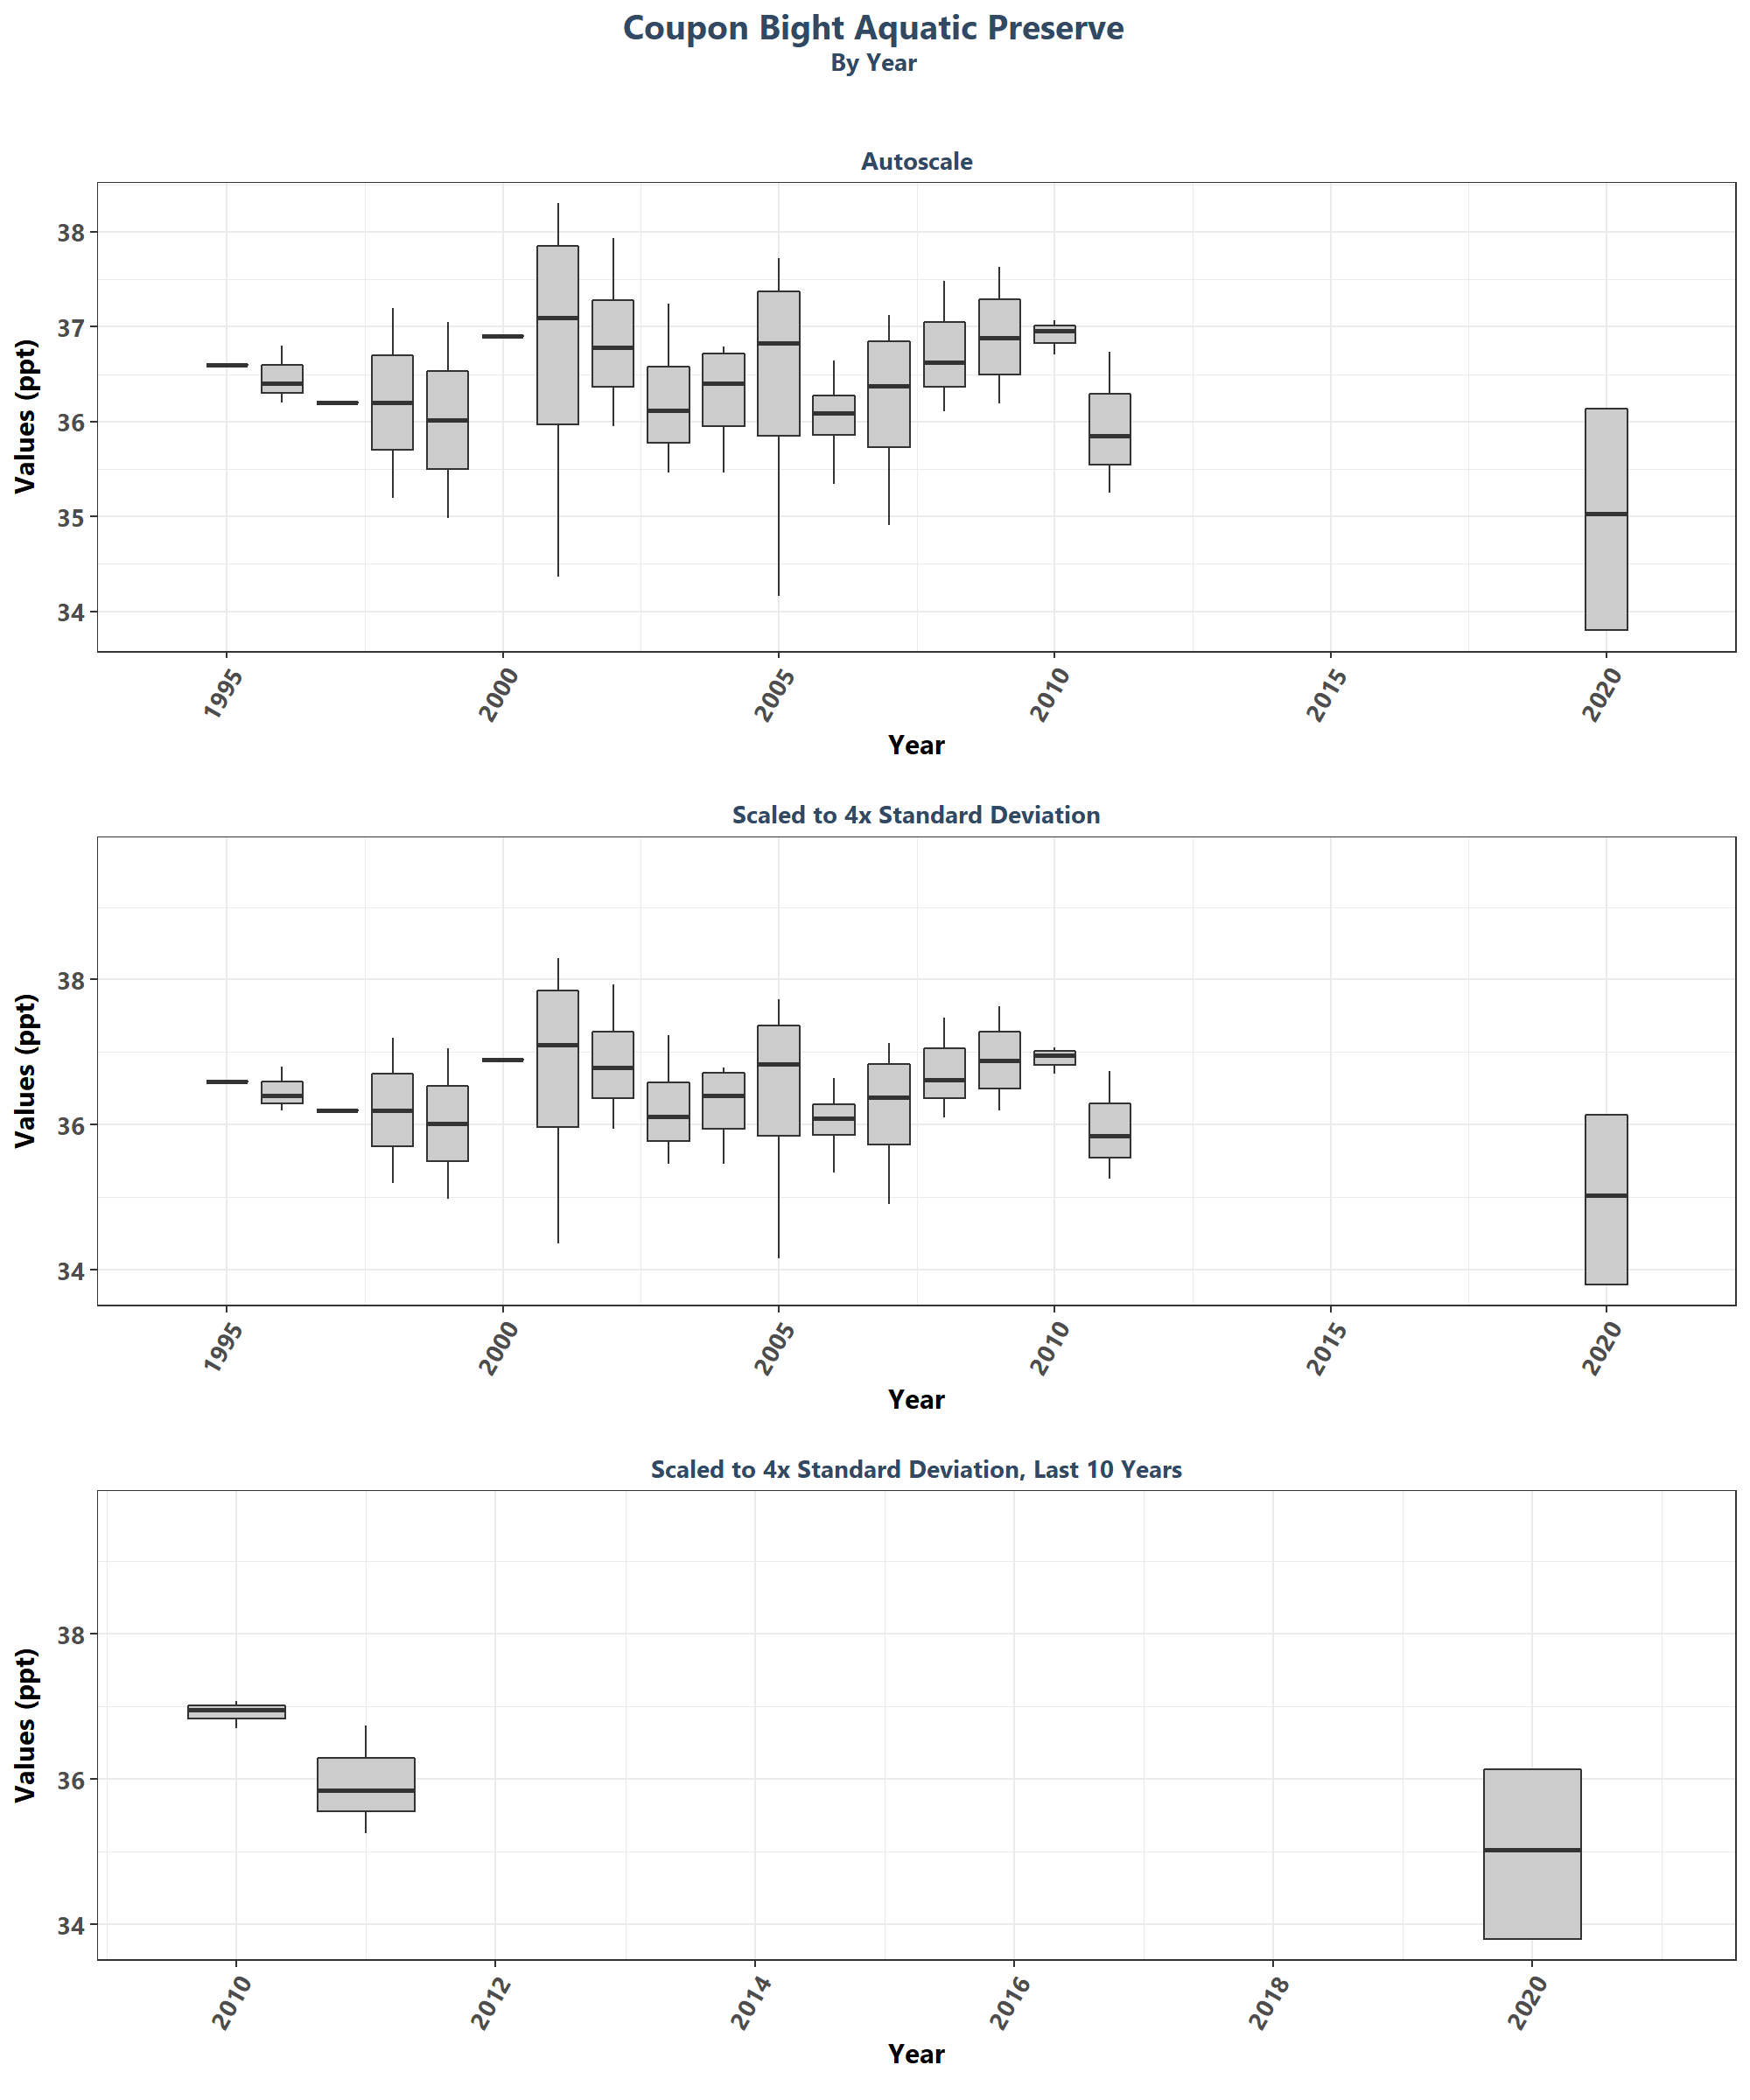 Coupon Bight Aquatic Preserve
By Year
Autoscale
Values (ppt)
38
37
36
35
34
1995
2000
2005
2010
2015
2020
Year
Scaled to 4x Standard Deviation
Values (ppt)
38
36
34
1995
2000
2005
2010
2015
2020
Year
Scaled to 4x Standard Deviation, Last 10 Years
Values (ppt)
38
36
34
2010
2012
2014
2016
2018
2020
Year